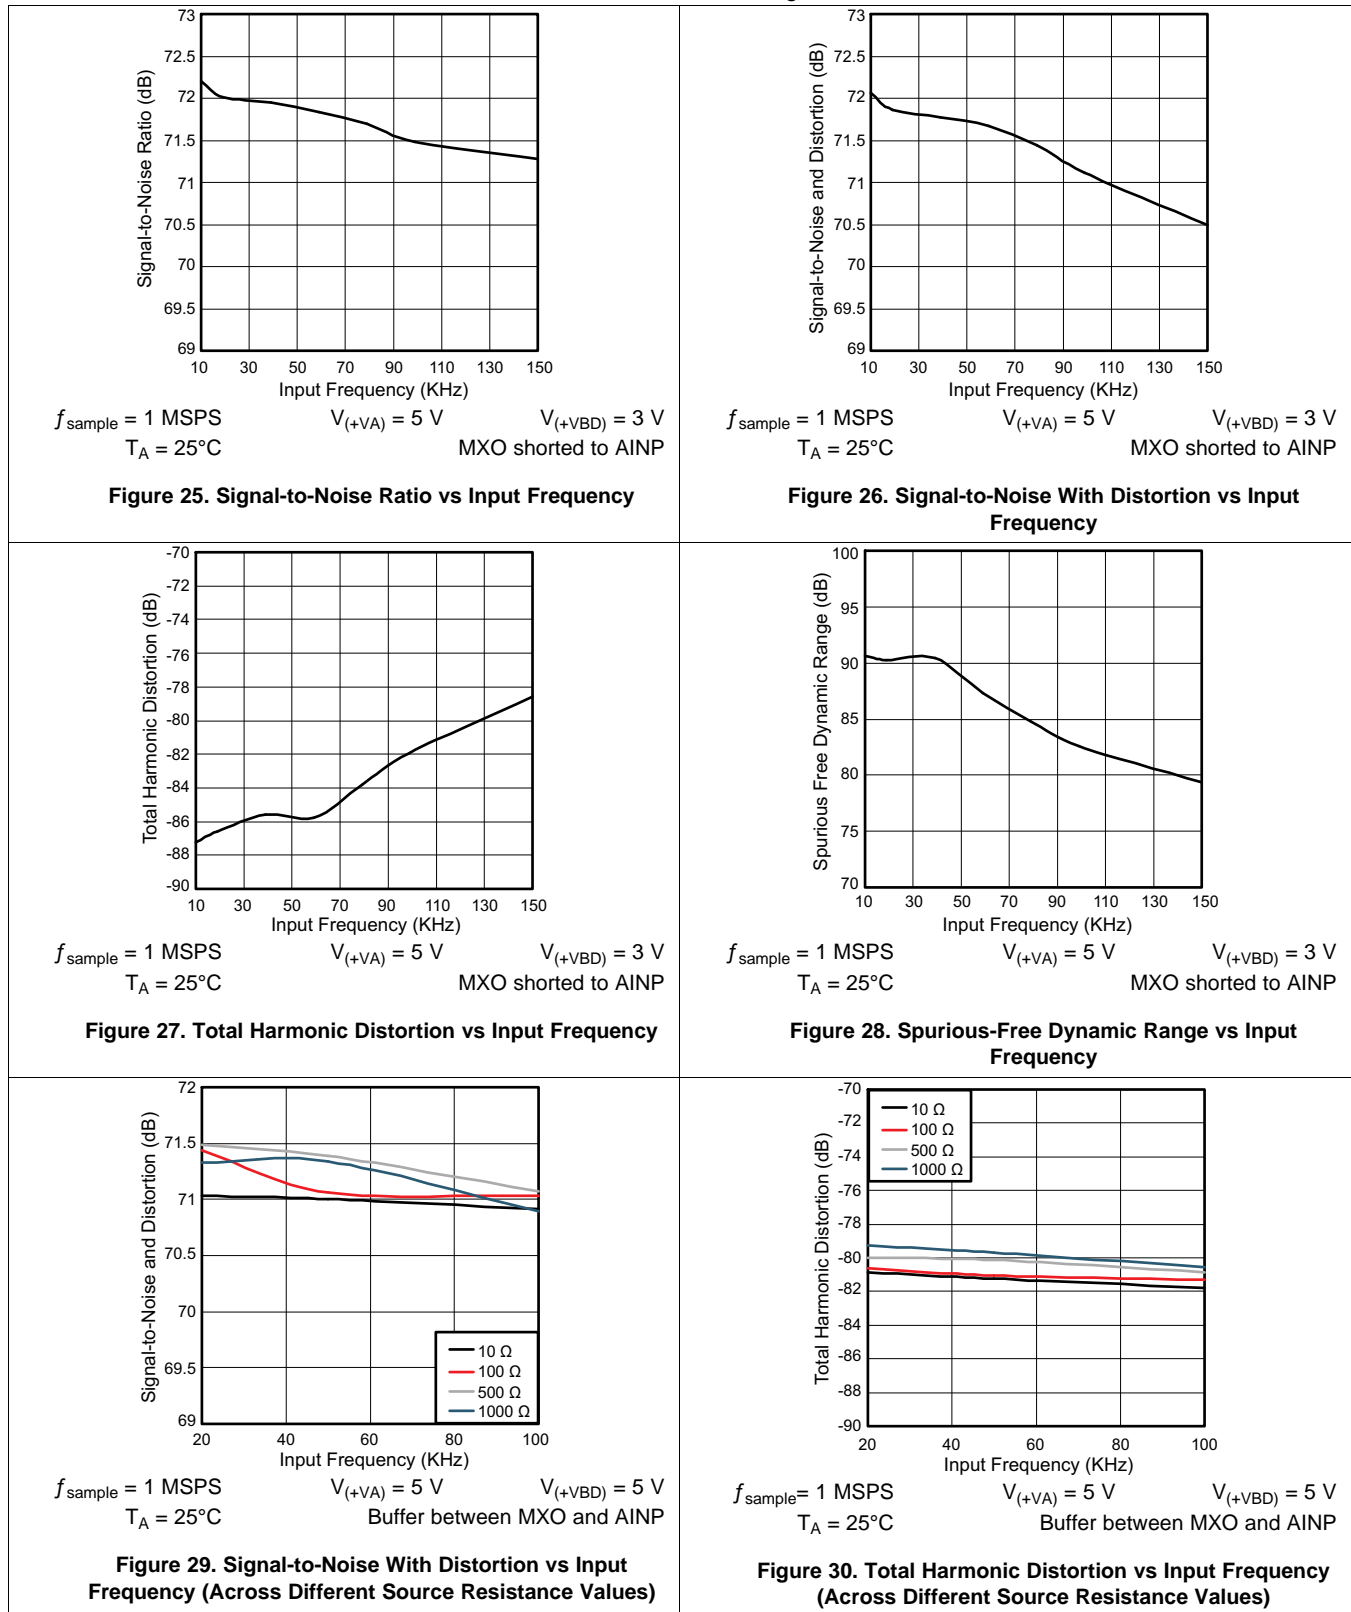 Signal-to-Noise Ratio (dB)
73
72.5
72
71.5
71
70.5
70
69.5
69
10 30 50 70 90 110 130 150
Input Frequency (KHz)
ƒsample = 1 MSPS V(+VA) = 5 V V(+VBD) = 3 V
TA = 25°C MXO shorted to AINP
Figure 25. Signal-to-Noise Ratio vs Input Frequency
Signal-to-Noise and Distortion (dB)
73
72.5
72
71.5
71
70.5
70
69.5
69
10 30 50 70 90 110 130 150
Input Frequency (KHz)
ƒsample = 1 MSPS V(+VA) = 5 V V(+VBD) = 3 V
TA = 25°C MXO shorted to AINP
Figure 26. Signal-to-Noise With Distortion vs Input
Frequency
Total Harmonic Distortion (dB)
-70
-72
-74
-76
-78
-80
-82
-84
-86
-88
-90
10 30 50 70 90 110 130 150
Input Frequency (KHz)
ƒsample = 1 MSPS V(+VA) = 5 V V(+VBD) = 3 V
TA = 25°C MXO shorted to AINP
Figure 27. Total Harmonic Distortion vs Input Frequency
Spurious Free Dynamic Range (dB)
100
95
90
85
80
75
70
10 30 50 70 90 110 130 150
Input Frequency (KHz)
ƒsample = 1 MSPS V(+VA) = 5 V V(+VBD) = 3 V
TA = 25°C MXO shorted to AINP
Figure 28. Spurious-Free Dynamic Range vs Input
Frequency
Signal-to-Noise and Distortion (dB)
72
71.5
71
70.5
70
69.5
69
10 Ω
100 Ω
500 Ω
1000 Ω
20 40 60 80 100
Input Frequency (KHz)
ƒsample = 1 MSPS V(+VA) = 5 V V(+VBD) = 5 V
TA = 25°C Buffer between MXO and AINP
Figure 29. Signal-to-Noise With Distortion vs Input
Frequency (Across Different Source Resistance Values)
Total Harmonic Distortion (dB)
-70
-72
-74
-76
-78
-80
-82
-84
-86
-88
-90
10 Ω
100 Ω
500 Ω
1000 Ω
20 40 60 80 100
Input Frequency (KHz)
ƒsample= 1 MSPS V(+VA) = 5 V V(+VBD) = 5 V
TA = 25°C Buffer between MXO and AINP
Figure 30. Total Harmonic Distortion vs Input Frequency
(Across Different Source Resistance Values)